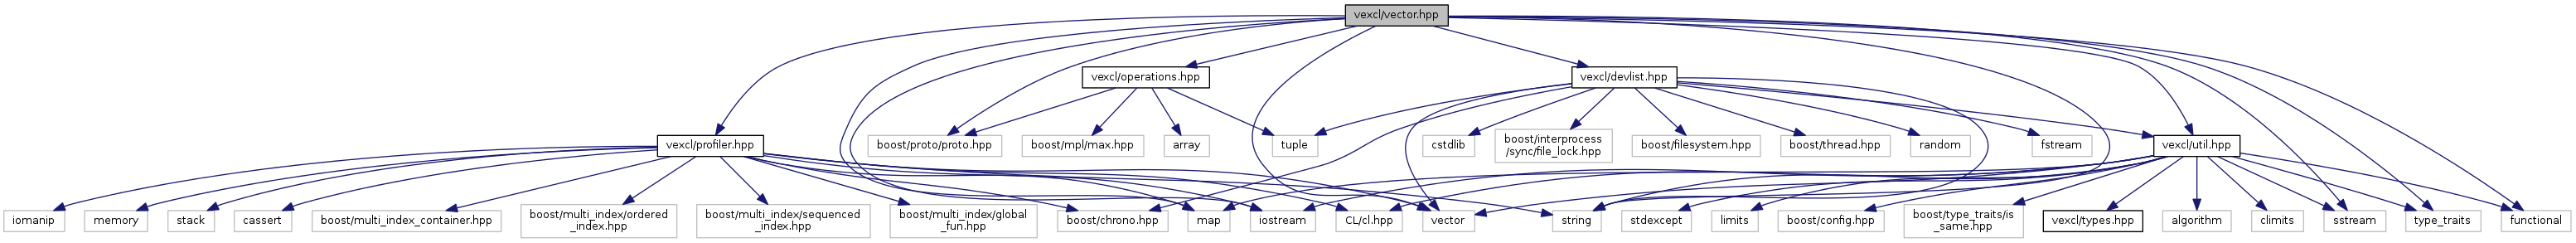 vexcl/vector.hpp
vexcl/operations.hpp
vexcl/devlist.hpp
vexcl/profiler.hpp
boost/proto/proto.hpp
boost/mpl/max.hpp
array
tuple
cstdlib
boost/interprocess
/sync/file_lock.hpp
boost/filesystem.hpp
boost/thread.hpp
random
fstream
vexcl/util.hpp
iomanip
memory
stack
cassert
boost/multi_index_container.hpp
boost/multi_index/ordered
_index.hpp
boost/multi_index/sequenced
_index.hpp
boost/multi_index/global
_fun.hpp
boost/chrono.hpp
map
iostream
CL/cl.hpp
vector
string
stdexcept
limits
boost/config.hpp
boost/type_traits/is
_same.hpp
vexcl/types.hpp
algorithm
climits
sstream
type_traits
functional